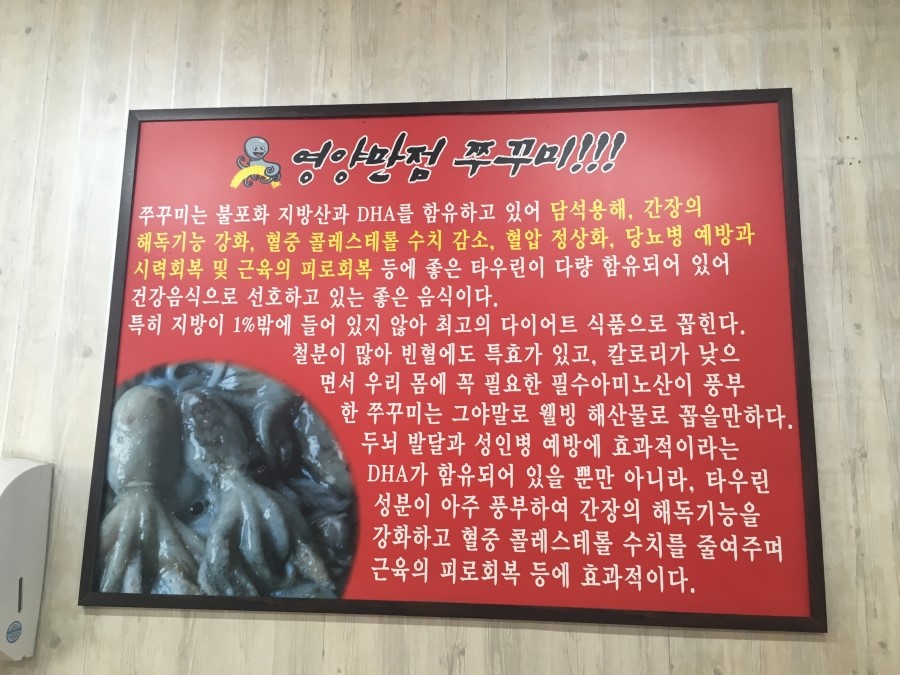 영양만점 쭈꾸미!!!
쭈꾸미는 불포화 지방산과 DHA를 함유하고 있어 담석용해, 간장의
해독기능 강화, 혈중 콜레스테롤 수치 감소, 혈압 정상화, 당뇨병 예방과
시력회복 및 근육의 피로회복 등에 좋은 타우린이 다량 함유되어 있어
건강음식으로 선호하고 있는 좋은 음식이다.
특히 지방이 1%밖에 들어 있지 않아 최고의 다이어트 식품으로 꼽힌다.
철분이 많아 빈혈에도 특효가 있고, 칼로리가 낮으
면서 우리 몸에 꼭 필요한 필수아미노산이 풍부
한 쭈꾸미는 그야말로 웰빙 해산물로 꼽을만하다.
두뇌 발달과 성인병 예방에 효과적이라는
DHA가 함유되어 있을 뿐만 아니라, 타우린
성분이 아주 풍부하여 간장의 해독기능을
강화하고 혈중 콜레스테롤 수치를 줄여주며
근육의 피로회복 등에 효과적이다.